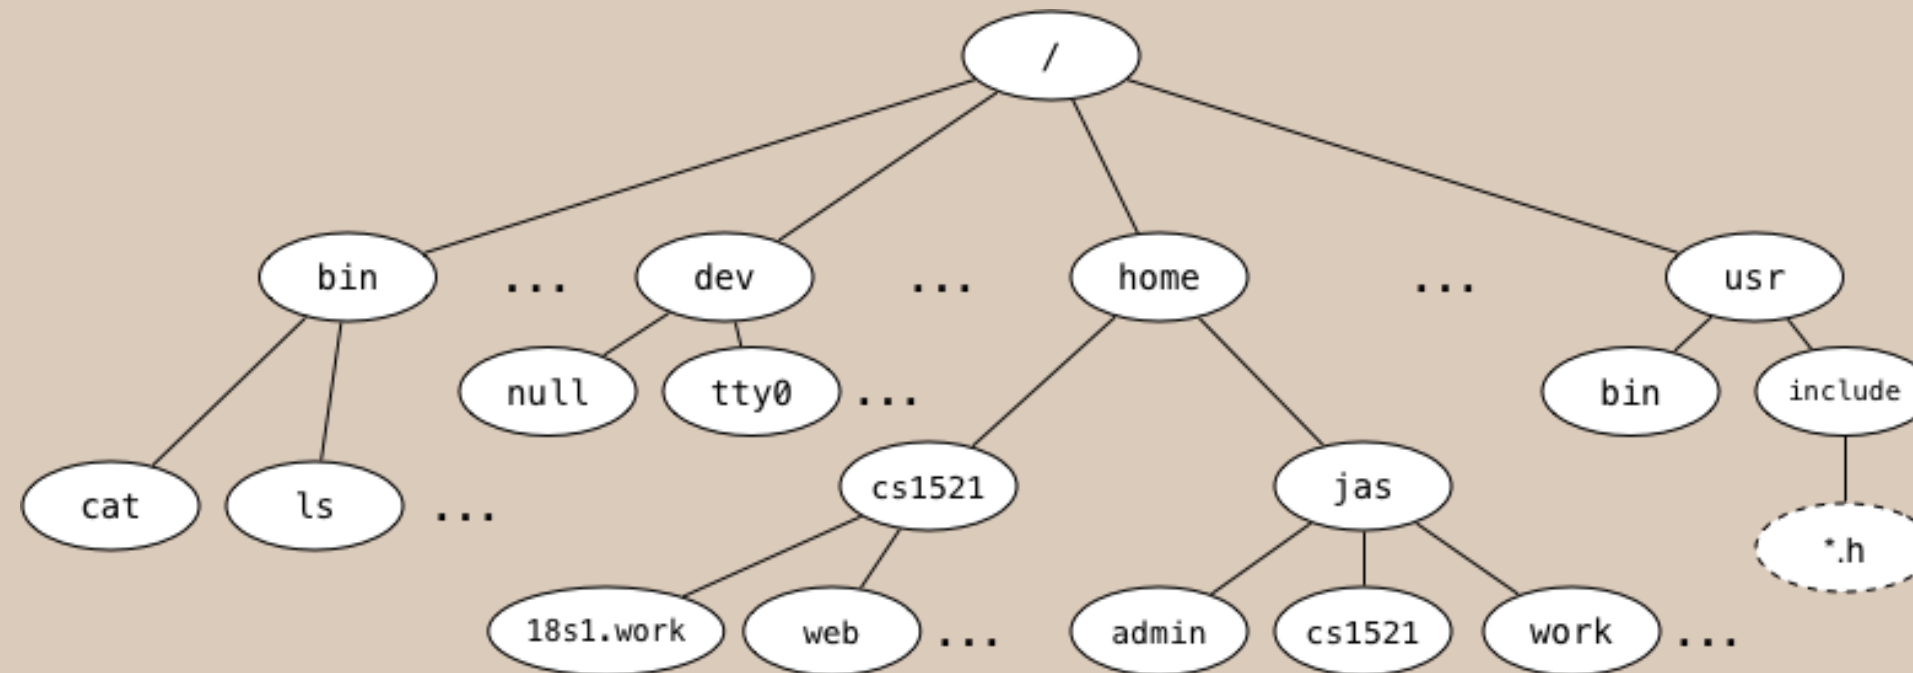 /
bin ... dev ... home ... usr
null tty0 ... bin include
cat ls ... cs1521 jas
*.h
18s1.work web ... admin cs1521 work ...